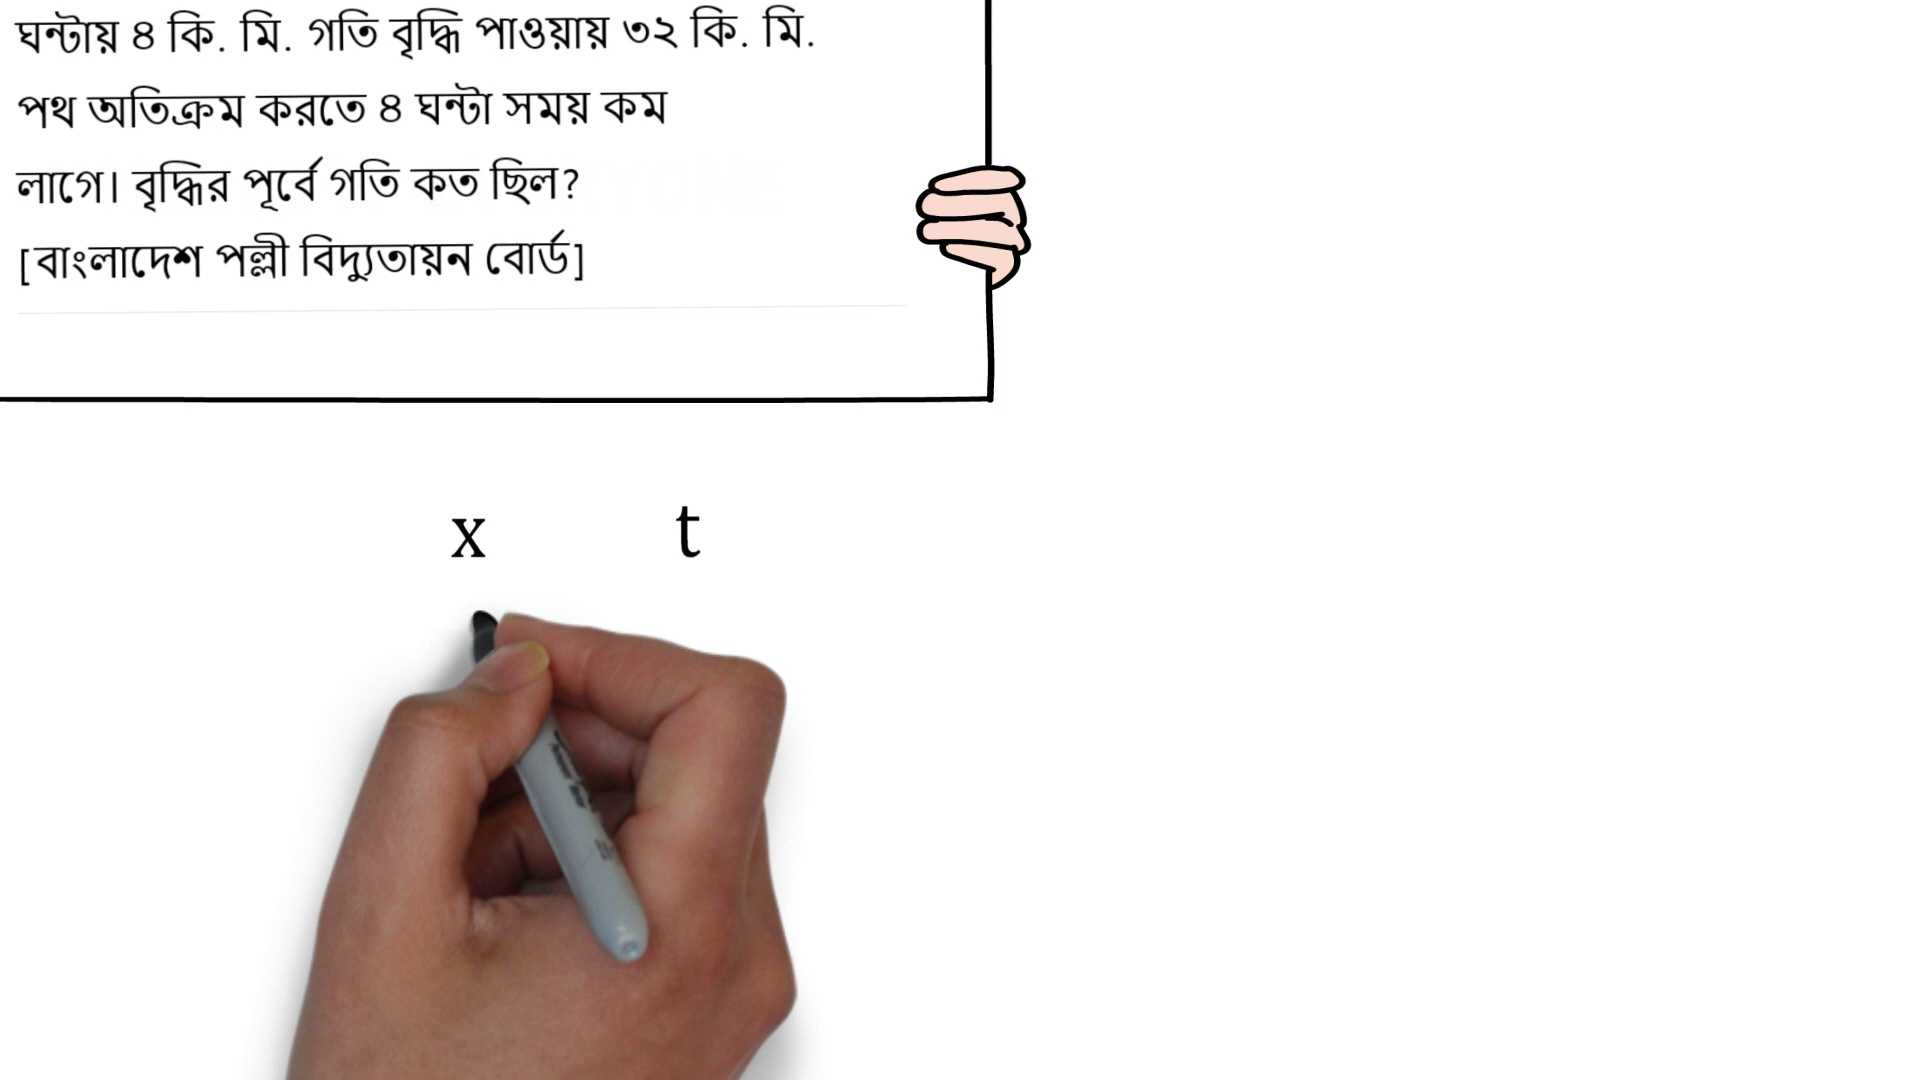 ঘন্টায় ৪ কি. মি. গতি বৃদ্ধি পাওয়ায় ৩২ কি. মি.
পথ অতিক্রম করতে ৪ ঘন্টা সময় কম
লাগে। বৃদ্ধির পূর্বে গতি কত ছিল?
[বাংলাদেশ পল্লী বিদ্যুতায়ন বোর্ড]
x t